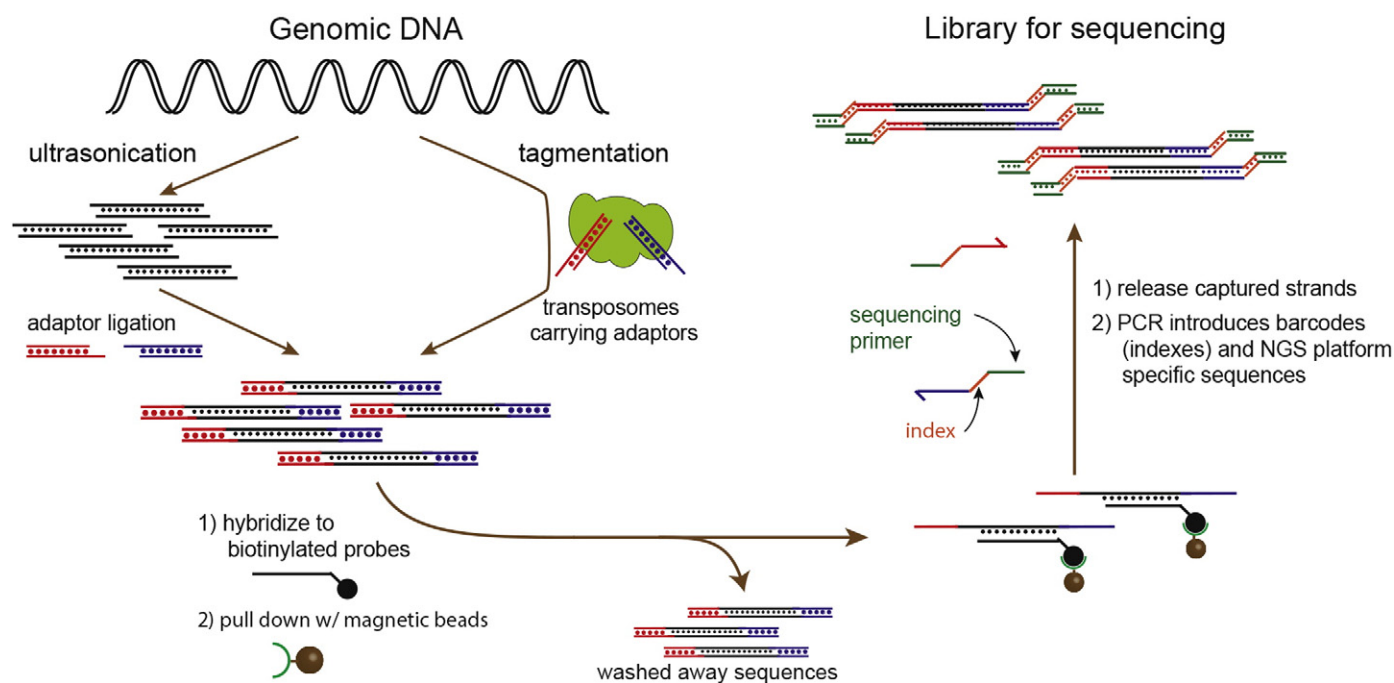 Genomic DNA
Library for sequencing
ultrasonication
tagmentation
adaptor ligation
transposomes
carrying adaptors
sequencing
primer
index
1) release captured strands
2) PCR introduces barcodes
(indexes) and NGS platform
specific sequences
1) hybridize to
biotinylated probes
2) pull down w/ magnetic beads
washed away sequences